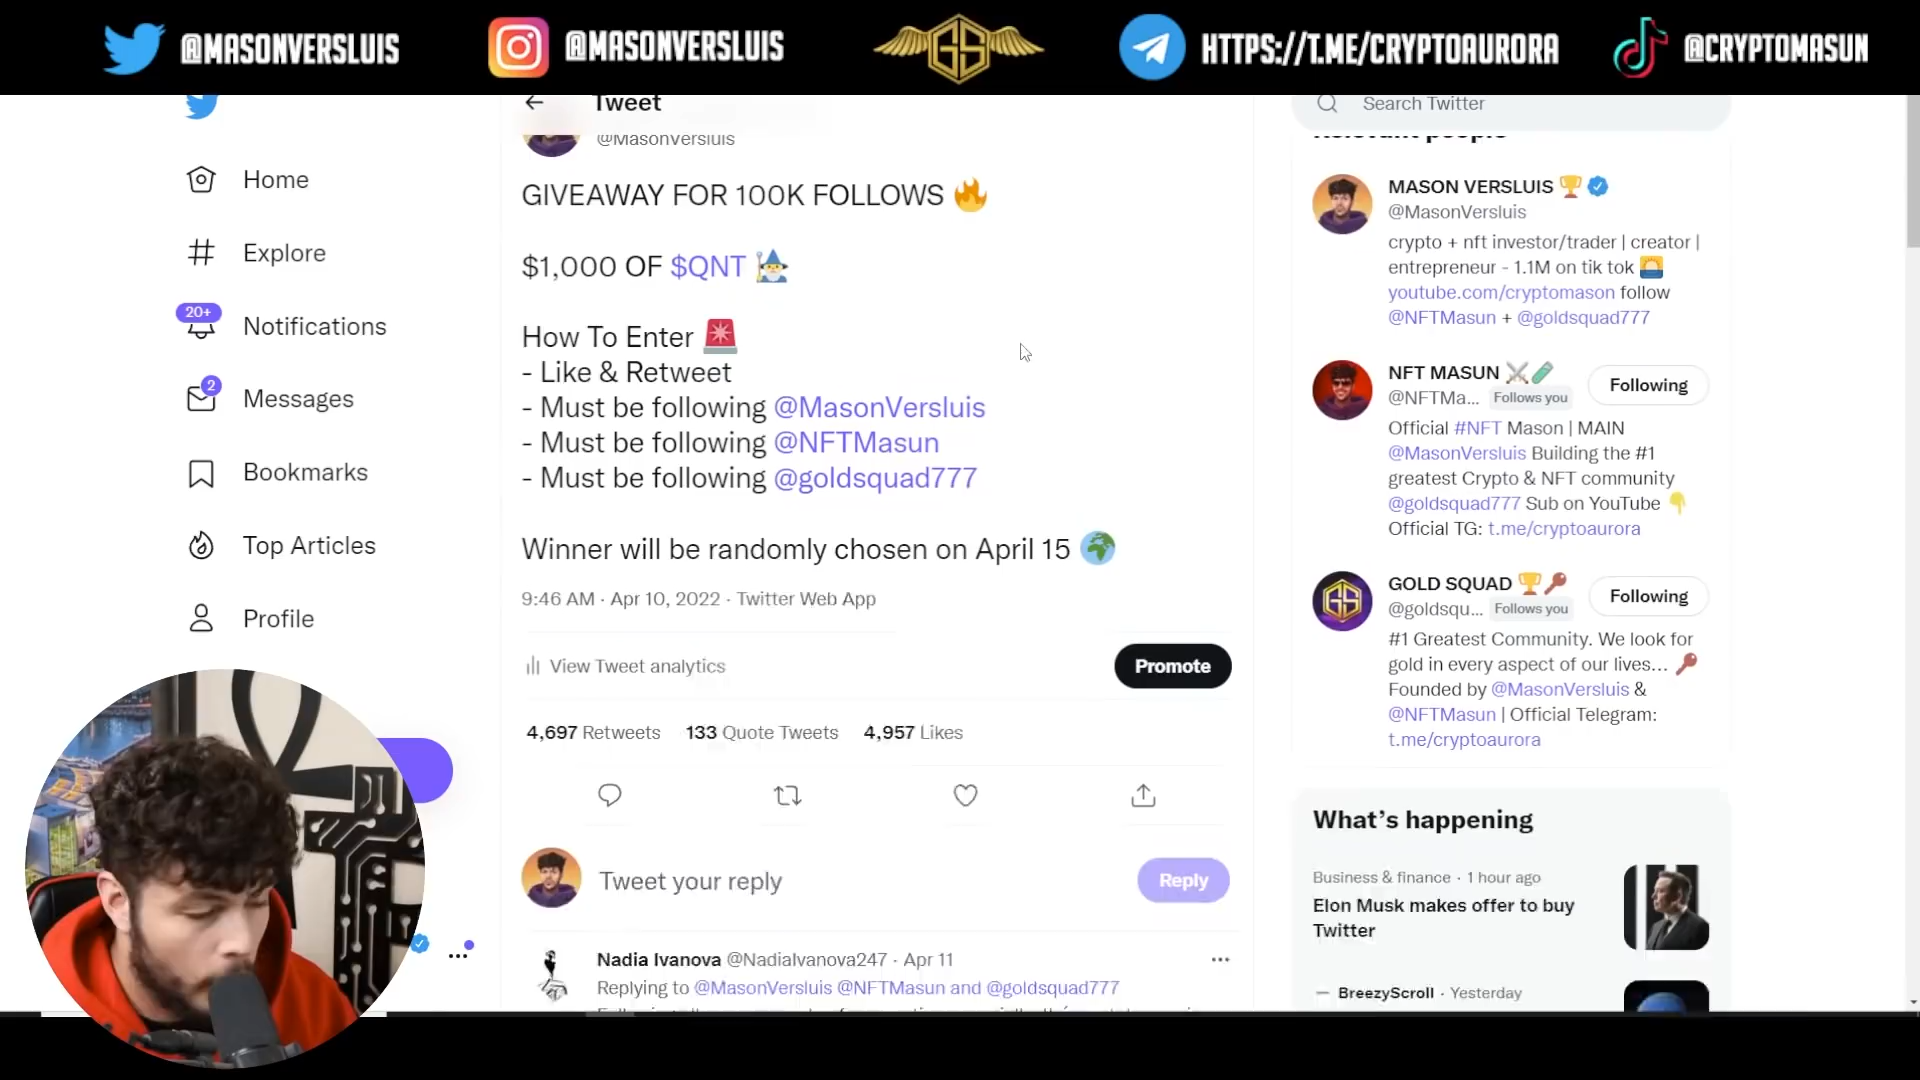 @MASONVERSLUIS
@MASONVERSLUIS
GS
HTTPS://T.ME/CRYPTOAURORA
@CRYPTOMASUN
Home
Explore
20+
Notifications
2
Messages
Bookmarks
Top Articles
Profile
Tweet
@MasonVersluis
GIVEAWAY FOR 100K FOLLOWS 🔥
$1,000 OF $QNT 🧙‍♂️
How To Enter 🚨
- Like & Retweet
- Must be following @MasonVersluis
- Must be following @NFTMasun
- Must be following @goldsquad777
Winner will be randomly chosen on April 15 🌍
9:46 AM · Apr 10, 2022 · Twitter Web App
View Tweet analytics
Promote
4,697 Retweets 133 Quote Tweets 4,957 Likes
Tweet your reply
Reply
Nadia Ivanova @NadiaIvanova247 · Apr 11
Replying to @MasonVersluis @NFTMasun and @goldsquad777
Search Twitter
Relevant people
MASON VERSLUIS 🏆
@MasonVersluis
crypto + nft investor/trader | creator |
entrepreneur - 1.1M on tik tok 🌅
youtube.com/cryptomason follow
@NFTMasun + @goldsquad777
NFT MASUN ⚔️🧪
@NFTMa... Follows you
Following
Official #NFT Mason | MAIN
@MasonVersluis Building the #1
greatest Crypto & NFT community
@goldsquad777 Sub on YouTube 👇
Official TG: t.me/cryptoaurora
GOLD SQUAD 🏆🗝️
@goldsqu... Follows you
Following
#1 Greatest Community. We look for
gold in every aspect of our lives... 🗝️
Founded by @MasonVersluis &
@NFTMasun | Official Telegram:
t.me/cryptoaurora
What's happening
Business & finance · 1 hour ago
Elon Musk makes offer to buy
Twitter
BreezyScroll · Yesterday